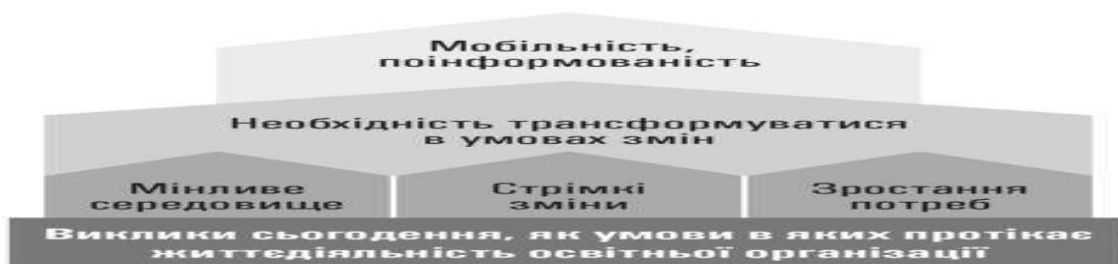 Мобільність,
поінформованість
Необхідність трансформуватися
в умовах змін
Мінливе
середовище
Стрімкі
зміни
Зростання
потреб
Виклики сьогодення, як умови в яких протікає
життєдіяльність освітньої організації